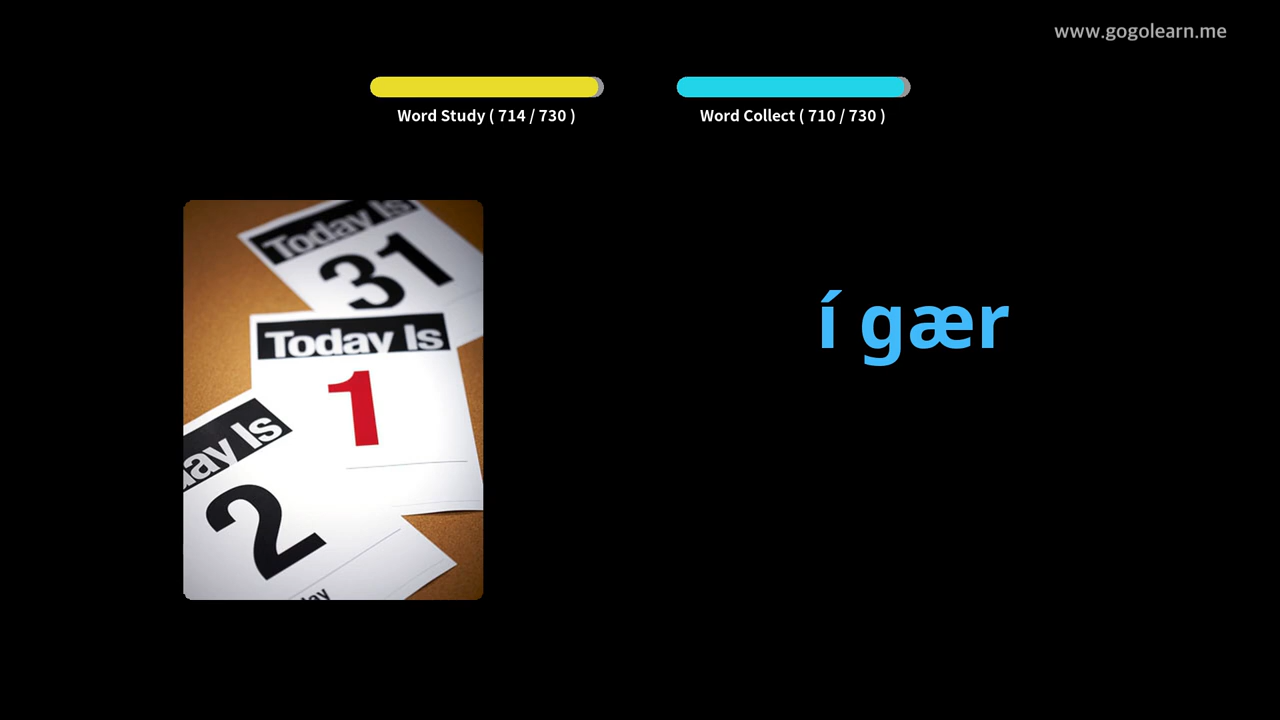 www.gogolearn.me
Word Study ( 714 / 730 )
Word Collect ( 710 / 730 )
Today Is
31
Today Is
1
ay Is
2
ay
í gær